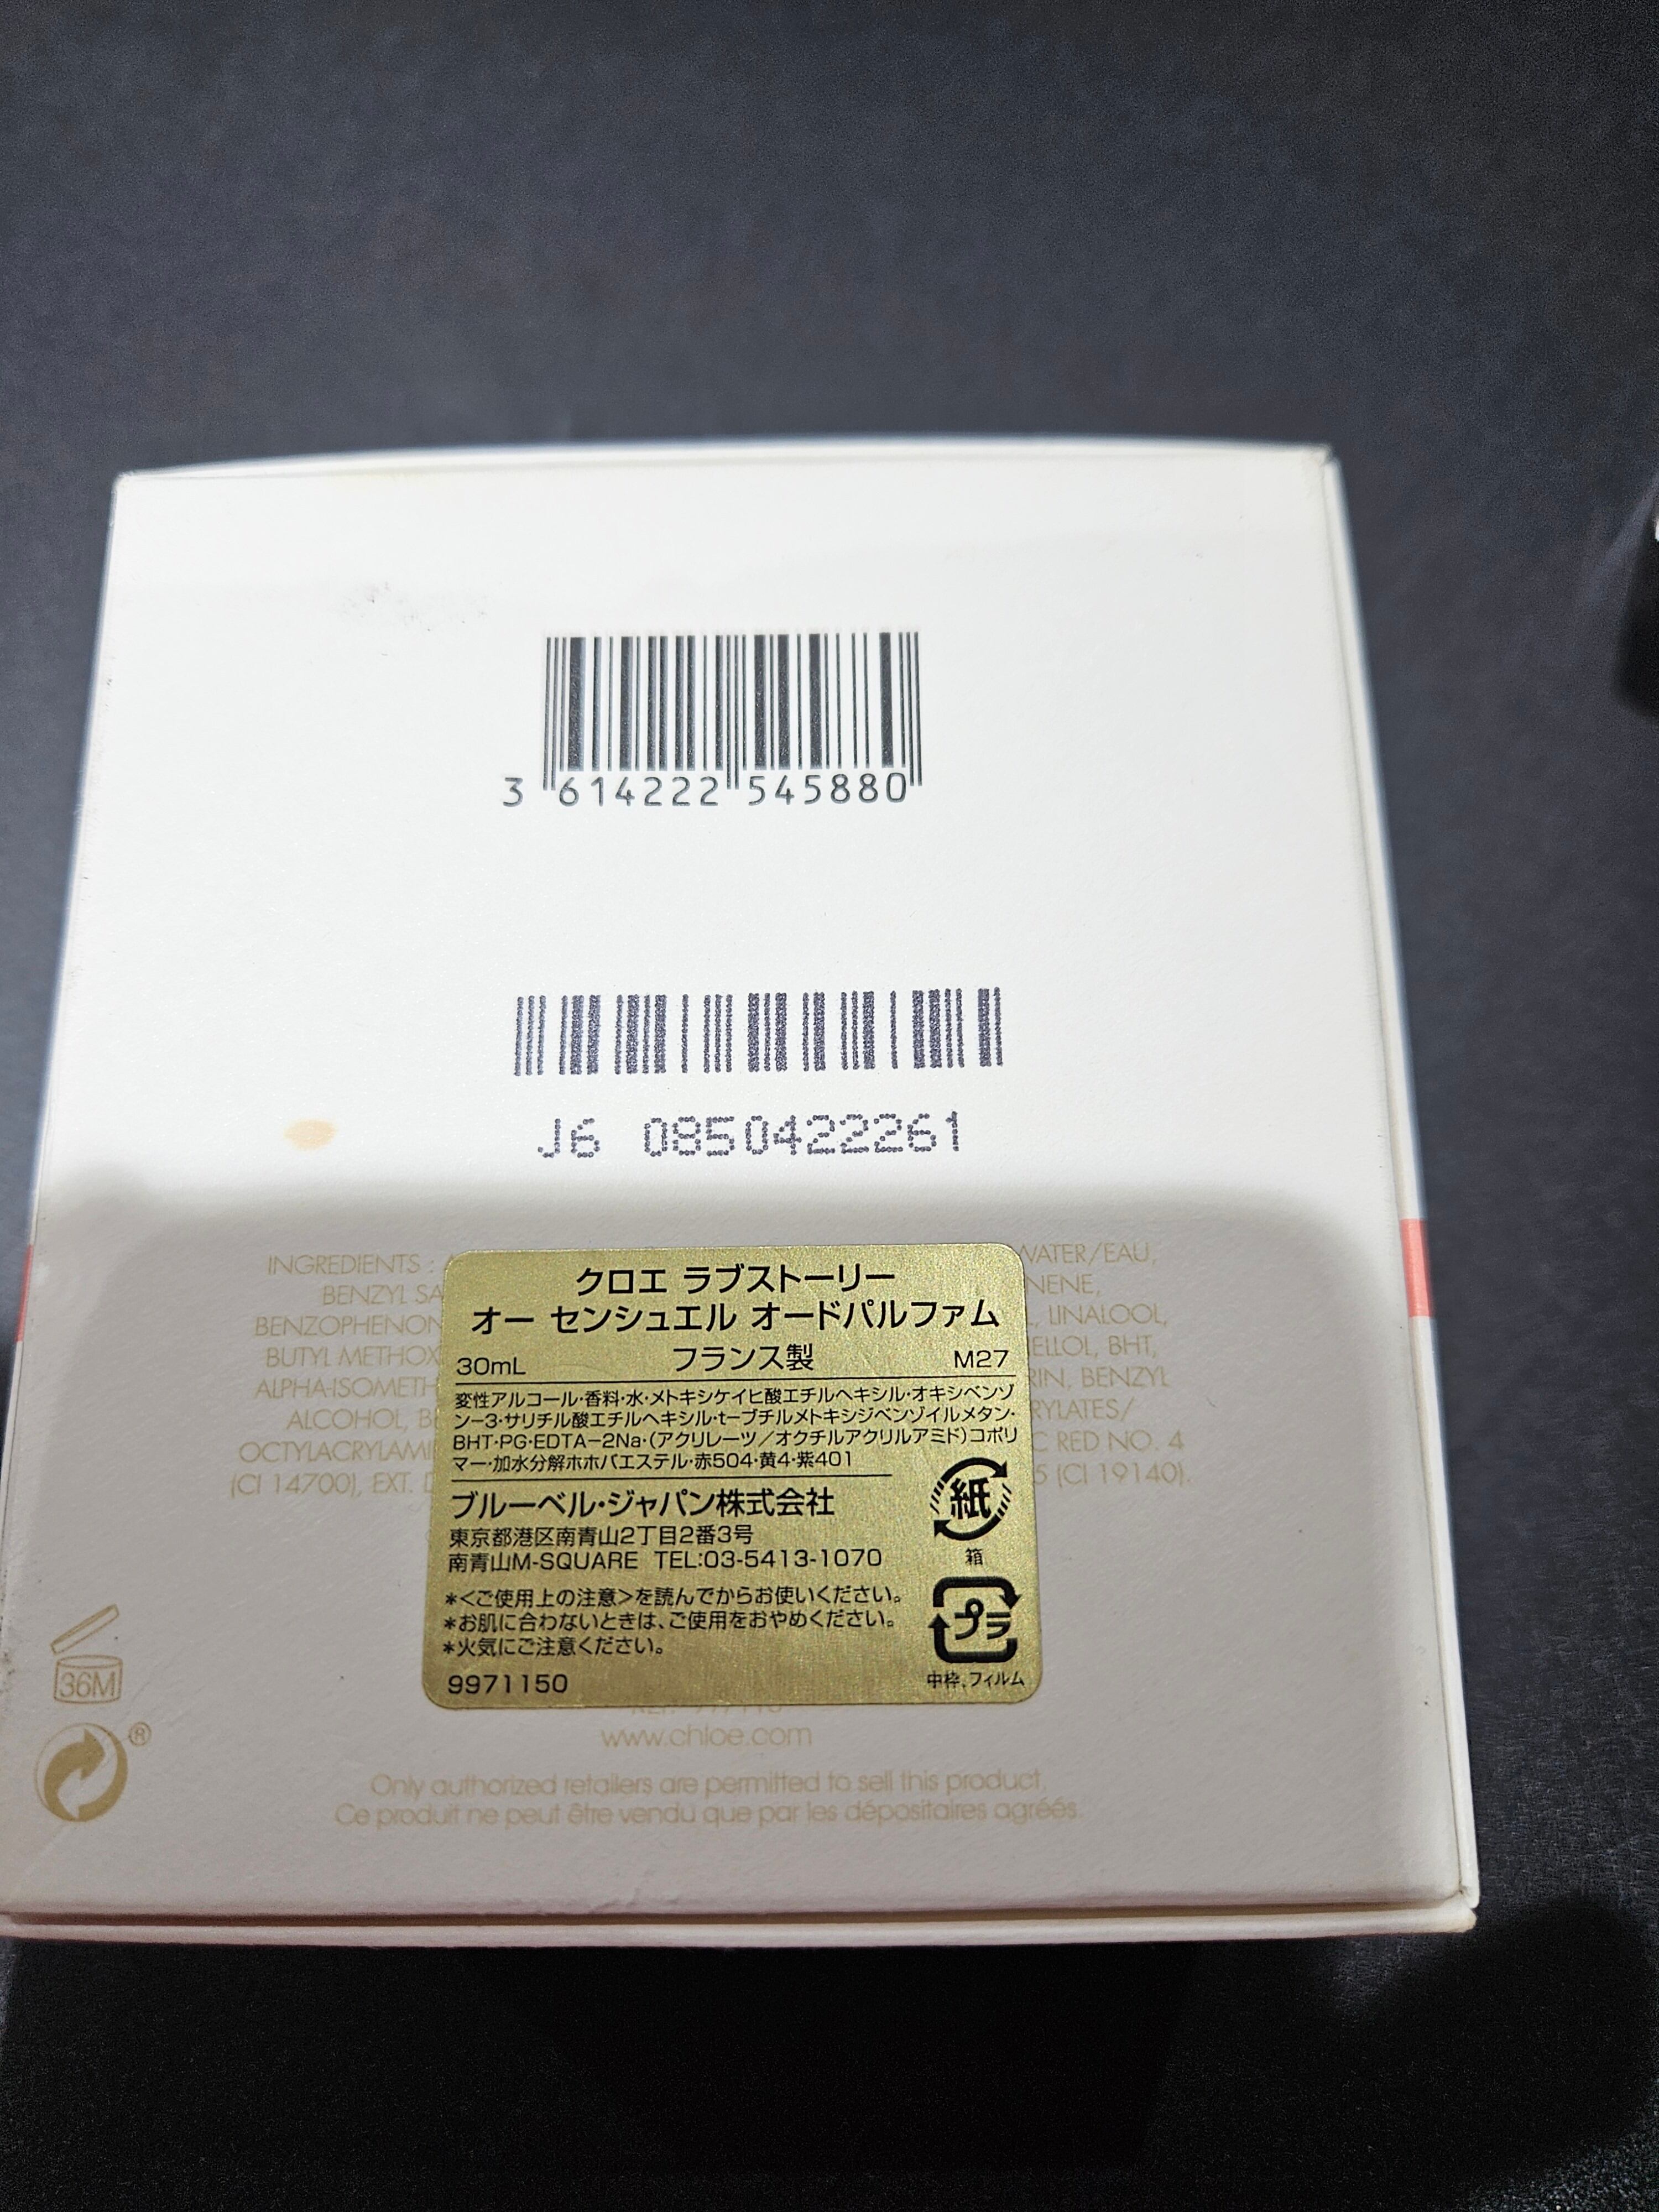 3 614222 545880
J6 0850422261
INGREDIENTS : WATER/EAU,
BENZYL
BENZOPHENON LINALOOL,
BUTYL METHOX BHT,
ALPHA-ISOMETH BENZYL
ALCOHOL,
OCTYLACRYLAMI RED NO. 4
(CI 14700), EXT. (CI 19140).
クロエ ラブストーリー
オー センシュエル オードパルファム
30mL フランス製 M27
変性アルコール・香料・水・メトキシケイヒ酸エチルヘキシル・オキシベンゾ
ン−3・サリチル酸エチルヘキシル・t−ブチルメトキシジベンゾイルメタン・
BHT・PG・EDTA−2Na・(アクリレーツ/オクチルアクリルアミド)コポリ
マー・加水分解ホホバエステル・赤504・黄4・紫401
ブルーベル・ジャパン株式会社
東京都港区南青山2丁目2番3号
南青山M-SQUARE TEL:03-5413-1070
*<ご使用上の注意>を読んでからお使いください。
*お肌に合わないときは、ご使用をおやめください。
*火気にご注意ください。
9971150
紙
箱
プラ
中枠、フィルム
36M
®
www.chloe.com
Only authorized retailers are permitted to sell this product.
Ce produit ne peut être vendu que par les dépositaires agréés.